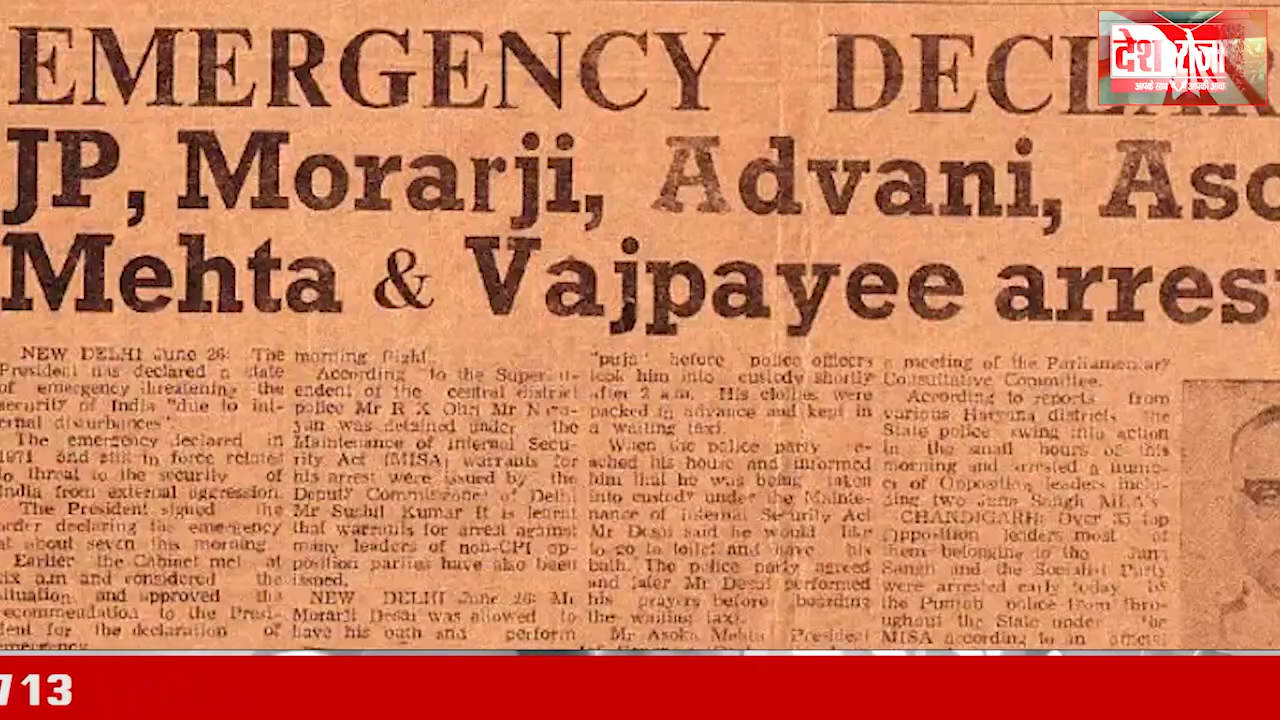 EMERGENCY DECLAR
देश रोज़ा
आपके साथ आपकी आवाज़
JP, Morarji, Advani, Aso
Mehta & Vajpayee arres
NEW DELHI June 26: The
President has declared a state
of emergency threatening the
security of India "due to int-
ernal disturbances".
The emergency declared in
1971 and still in force related
to threat to the security of
India from external aggression.
The President signed the
order declaring the emergency
at about seven this morning
Earlier the Cabinet met at
six a.m and considered the
situation and approved the
recommendation to the Presi-
dent for the declaration of
emergency.
morning flight.
According to the Superint-
endent of the central district
police Mr R K Ohri Mr Nara-
yan was detained under the
Maintenance of Internal Secu-
rity Act (MISA) warrants for
his arrest were issued by the
Deputy Commissioner of Delhi
Mr Sushil Kumar It is learnt
that warrants for arrest against
many leaders of non-CPI op-
position parties have also been
issued.
NEW DELHI June 26: Mr
Morarji Desai was allowed to
have his bath and perform
"puja" before police officers
took him into custody shortly
after 2 a.m. His clothes were
packed in advance and kept in
a waiting taxi.
When the police party re-
ached his house and informed
him that he was being taken
into custody under the Mainte-
nance of Internal Security Act
Mr Desai said he would like
to go to toilet and have his
bath. The police party agreed
and later Mr Desai performed
his prayers before boarding
the waiting taxi.
Mr Asoka Mehta President
a meeting of the Parliamentary
Consultative Committee.
According to reports from
various Haryana districts the
State police swing into action
in the small hours of this
morning and arrested a numb-
er of Opposition leaders inclu-
ding two Jana Sangh MLA's
CHANDIGARH: Over 35 top
opposition leaders most of
them belonging to the Jana
Sangh and the Socialist Party
were arrested early today by
the Punjab police from thro-
ughout the State under the
MISA according to an official
713